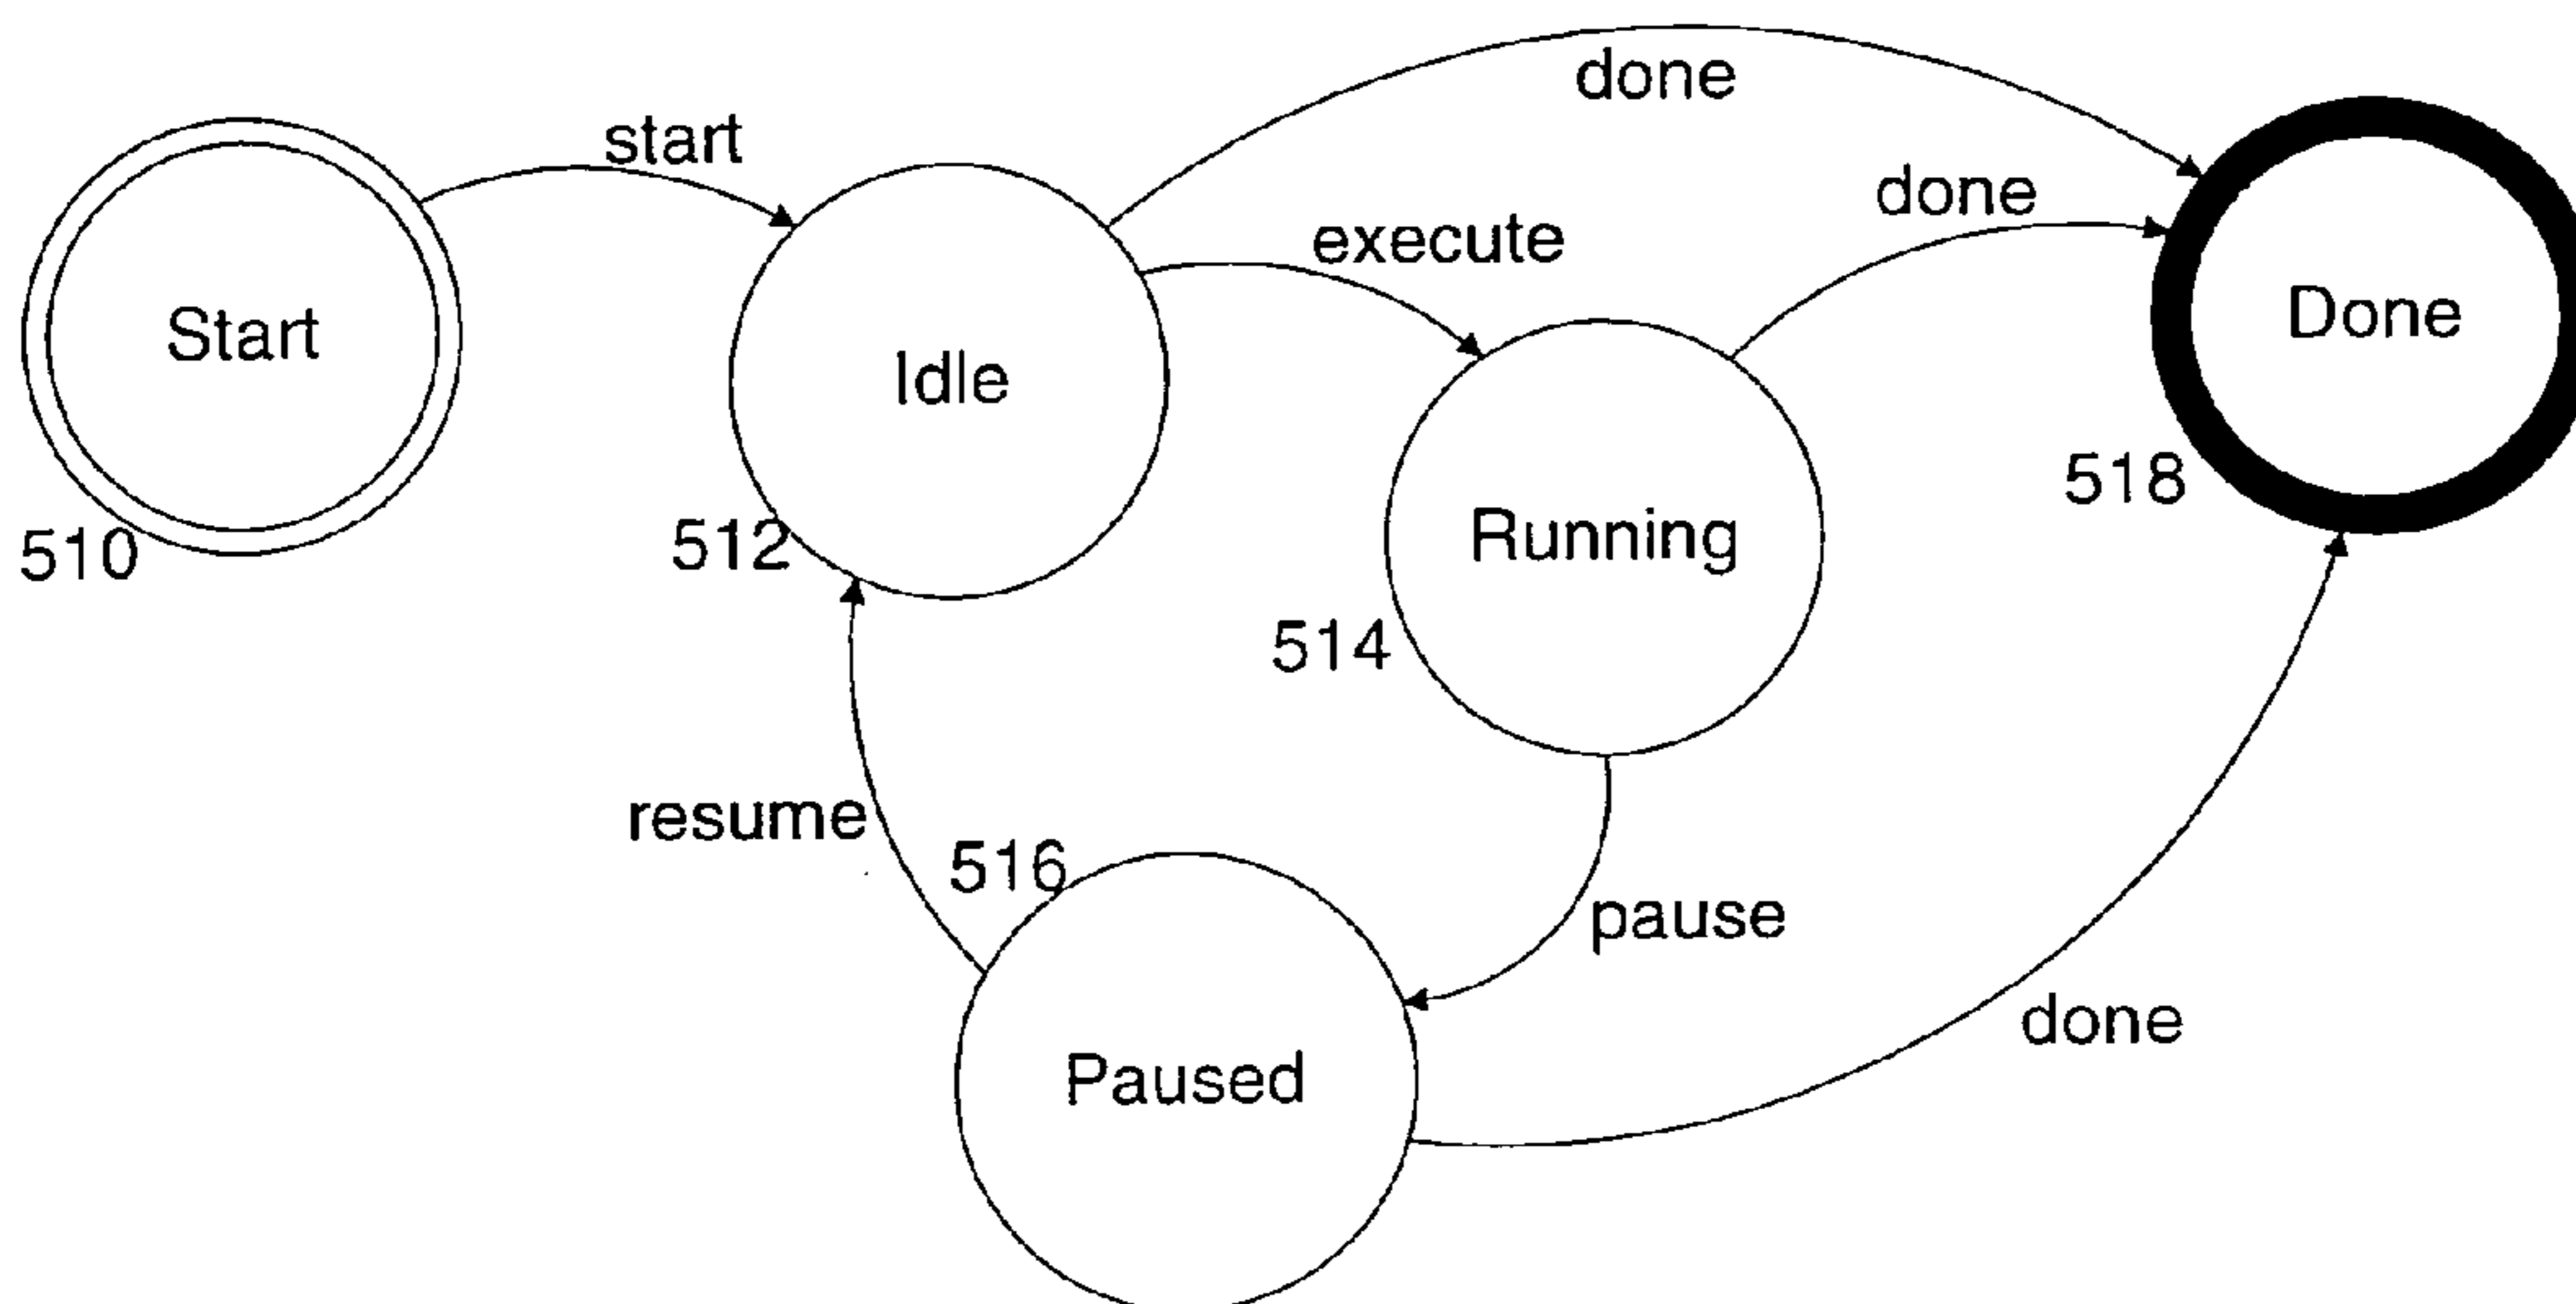 done
start
done
execute
Start
Done
Idle
518
Running
510
512
514
resume
516
pause
done
Paused